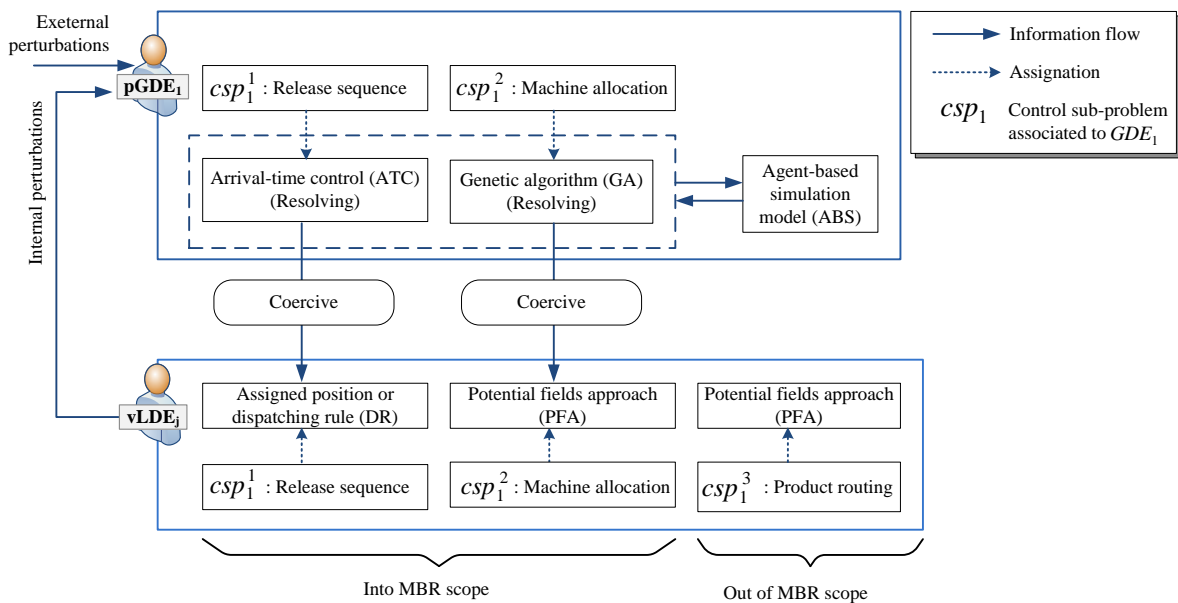 Exeternal
perturbations
pGDE1
Internal perturbations
csp₁¹ : Release sequence
csp₁² : Machine allocation
Arrival-time control (ATC)
(Resolving)
Genetic algorithm (GA)
(Resolving)
Agent-based
simulation
model (ABS)
Information flow
Assignation
csp₁ Control sub-problem
associated to GDE₁
Coercive
Coercive
vLDEj
Assigned position or
dispatching rule (DR)
Potential fields approach
(PFA)
Potential fields approach
(PFA)
csp₁¹ : Release sequence
csp₁² : Machine allocation
csp₁³ : Product routing
Into MBR scope
Out of MBR scope